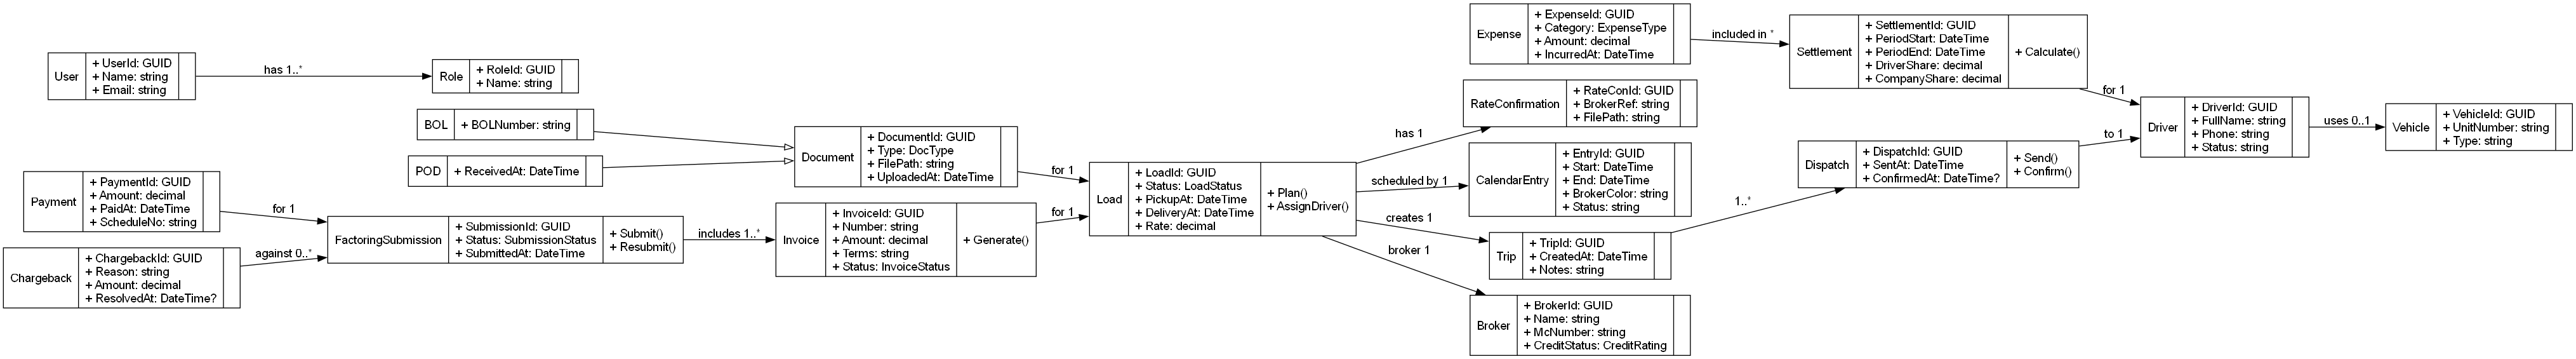 User
+ UserId: GUID
+ Name: string
+ Email: string
has 1..*
Role
+ RoleId: GUID
+ Name: string
BOL
+ BOLNumber: string
POD
+ ReceivedAt: DateTime
Document
+ DocumentId: GUID
+ Type: DocType
+ FilePath: string
+ UploadedAt: DateTime
for 1
Payment
+ PaymentId: GUID
+ Amount: decimal
+ PaidAt: DateTime
+ ScheduleNo: string
for 1
Chargeback
+ ChargebackId: GUID
+ Reason: string
+ Amount: decimal
+ ResolvedAt: DateTime?
against 0..*
FactoringSubmission
+ SubmissionId: GUID
+ Status: SubmissionStatus
+ SubmittedAt: DateTime
+ Submit()
+ Resubmit()
includes 1..*
Invoice
+ InvoiceId: GUID
+ Number: string
+ Amount: decimal
+ Terms: string
+ Status: InvoiceStatus
+ Generate()
for 1
Load
+ LoadId: GUID
+ Status: LoadStatus
+ PickupAt: DateTime
+ DeliveryAt: DateTime
+ Rate: decimal
+ Plan()
+ AssignDriver()
has 1
scheduled by 1
creates 1
broker 1
Expense
+ ExpenseId: GUID
+ Category: ExpenseType
+ Amount: decimal
+ IncurredAt: DateTime
included in *
RateConfirmation
+ RateConId: GUID
+ BrokerRef: string
+ FilePath: string
CalendarEntry
+ EntryId: GUID
+ Start: DateTime
+ End: DateTime
+ BrokerColor: string
+ Status: string
Trip
+ TripId: GUID
+ CreatedAt: DateTime
+ Notes: string
1..*
Broker
+ BrokerId: GUID
+ Name: string
+ McNumber: string
+ CreditStatus: CreditRating
Settlement
+ SettlementId: GUID
+ PeriodStart: DateTime
+ PeriodEnd: DateTime
+ DriverShare: decimal
+ CompanyShare: decimal
+ Calculate()
for 1
Dispatch
+ DispatchId: GUID
+ SentAt: DateTime
+ ConfirmedAt: DateTime?
+ Send()
+ Confirm()
to 1
Driver
+ DriverId: GUID
+ FullName: string
+ Phone: string
+ Status: string
uses 0..1
Vehicle
+ VehicleId: GUID
+ UnitNumber: string
+ Type: string